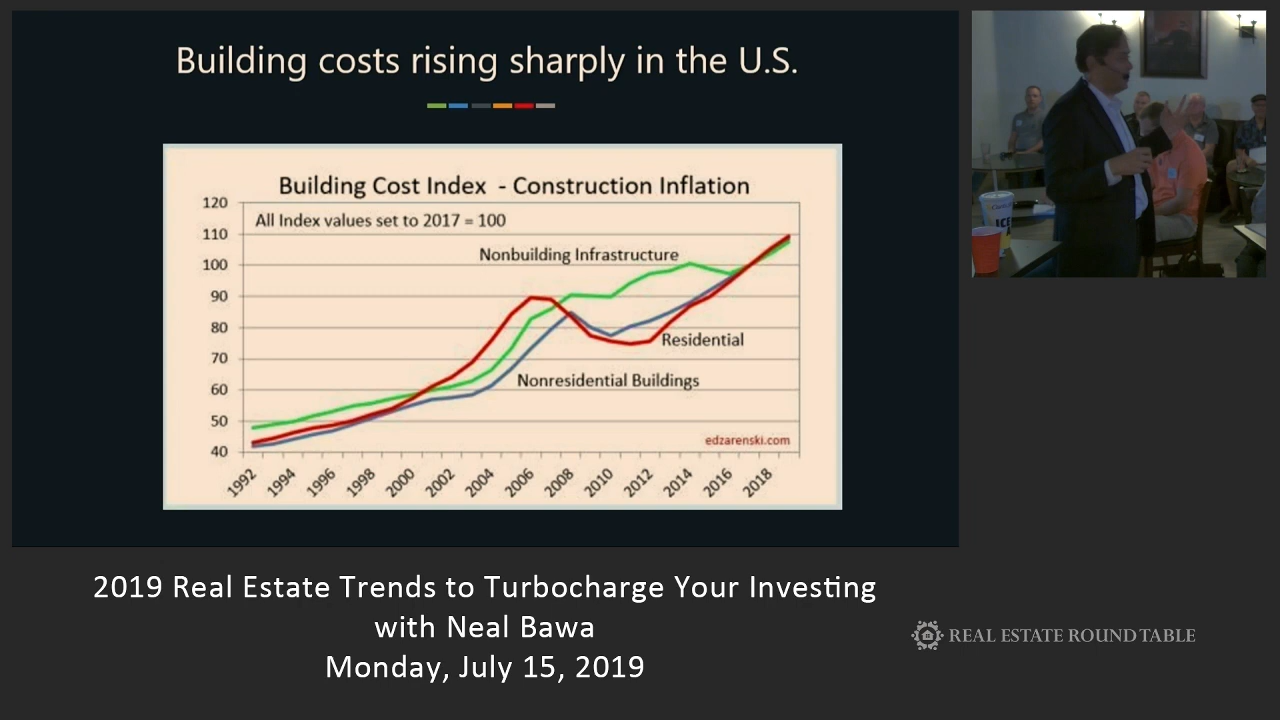 Building costs rising sharply in the U.S.
Building Cost Index - Construction Inflation
All Index values set to 2017 = 100
120
110
100
90
80
70
60
50
40
Nonbuilding Infrastructure
Residential
Nonresidential Buildings
edzarenski.com
1992
1994
1996
1998
2000
2002
2004
2006
2008
2010
2012
2014
2016
2018
ICE
2019 Real Estate Trends to Turbocharge Your Investing
with Neal Bawa
Monday, July 15, 2019
REAL ESTATE ROUND TABLE